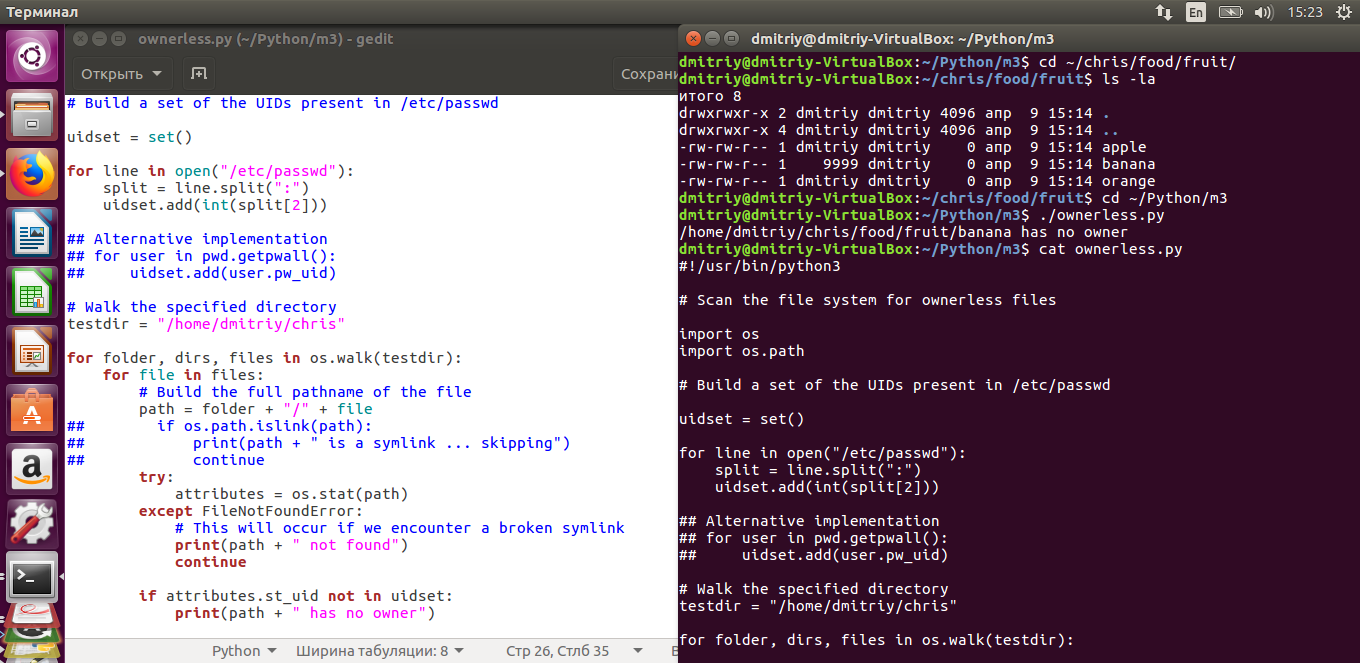 Терминал
En
15:23
ownerless.py (~/Python/m3) - gedit
Открыть
Сохрани
# Build a set of the UIDs present in /etc/passwd
uidset = set()
for line in open("/etc/passwd"):
    split = line.split(":")
    uidset.add(int(split[2]))
## Alternative implementation
## for user in pwd.getpwall():
##     uidset.add(user.pw_uid)
# Walk the specified directory
testdir = "/home/dmitriy/chris"
for folder, dirs, files in os.walk(testdir):
    for file in files:
        # Build the full pathname of the file
        path = folder + "/" + file
##        if os.path.islink(path):
##            print(path + " is a symlink ... skipping")
##            continue
        try:
            attributes = os.stat(path)
        except FileNotFoundError:
            # This will occur if we encounter a broken symlink
            print(path + " not found")
            continue
        if attributes.st_uid not in uidset:
            print(path + " has no owner")
Python
Ширина табуляции: 8
Стр 26, Стлб 35
dmitriy@dmitriy-VirtualBox: ~/Python/m3
dmitriy@dmitriy-VirtualBox:~/Python/m3$ cd ~/chris/food/fruit/
dmitriy@dmitriy-VirtualBox:~/chris/food/fruit$ ls -la
итого 8
drwxrwxr-x 2 dmitriy dmitriy 4096 апр  9 15:14 .
drwxrwxr-x 4 dmitriy dmitriy 4096 апр  9 15:14 ..
-rw-rw-r-- 1 dmitriy dmitriy    0 апр  9 15:14 apple
-rw-rw-r-- 1    9999 dmitriy    0 апр  9 15:14 banana
-rw-rw-r-- 1 dmitriy dmitriy    0 апр  9 15:14 orange
dmitriy@dmitriy-VirtualBox:~/chris/food/fruit$ cd ~/Python/m3
dmitriy@dmitriy-VirtualBox:~/Python/m3$ ./ownerless.py
/home/dmitriy/chris/food/fruit/banana has no owner
dmitriy@dmitriy-VirtualBox:~/Python/m3$ cat ownerless.py
#!/usr/bin/python3
# Scan the file system for ownerless files
import os
import os.path
# Build a set of the UIDs present in /etc/passwd
uidset = set()
for line in open("/etc/passwd"):
    split = line.split(":")
    uidset.add(int(split[2]))
## Alternative implementation
## for user in pwd.getpwall():
##     uidset.add(user.pw_uid)
# Walk the specified directory
testdir = "/home/dmitriy/chris"
for folder, dirs, files in os.walk(testdir):